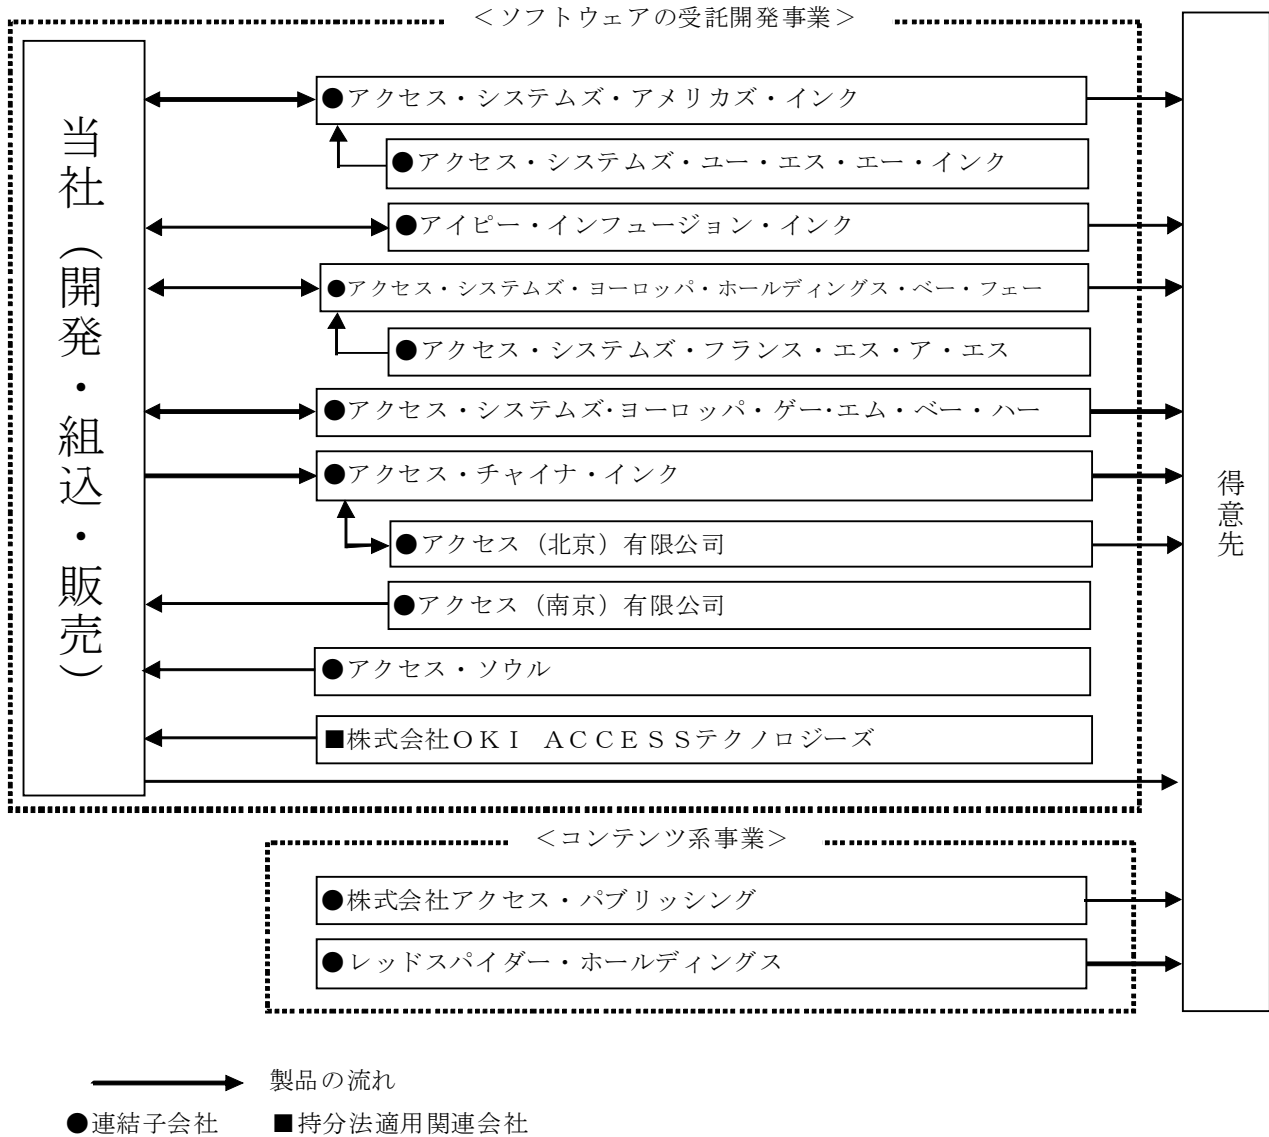 ＜ソフトウェアの受託開発事業＞
当社（開発・組込・販売）
●アクセス・システムズ・アメリカズ・インク
●アクセス・システムズ・ユー・エス・エー・インク
●アイピー・インフュージョン・インク
●アクセス・システムズ・ヨーロッパ・ホールディングス・ベー・フェー
●アクセス・システムズ・フランス・エス・ア・エス
●アクセス・システムズ・ヨーロッパ・ゲー・エム・ベー・ハー
●アクセス・チャイナ・インク
●アクセス（北京）有限公司
●アクセス（南京）有限公司
●アクセス・ソウル
■株式会社ＯＫＩ　ＡＣＣＥＳＳテクノロジーズ
得意先
＜コンテンツ系事業＞
●株式会社アクセス・パブリッシング
●レッドスパイダー・ホールディングス
製品の流れ
●連結子会社　　■持分法適用関連会社